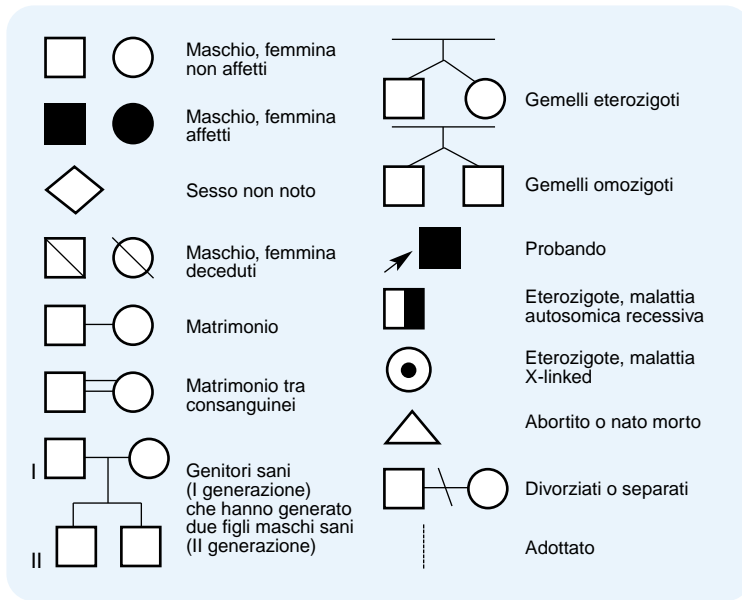 Maschio, femmina
non affetti
Maschio, femmina
affetti
Sesso non noto
Maschio, femmina
deceduti
Matrimonio
Matrimonio tra
consanguinei
I
II
Genitori sani
(I generazione)
che hanno generato
due figli maschi sani
(II generazione)
Gemelli eterozigoti
Gemelli omozigoti
Probando
Eterozigote, malattia
autosomica recessiva
Eterozigote, malattia
X-linked
Abortito o nato morto
Divorziati o separati
Adottato